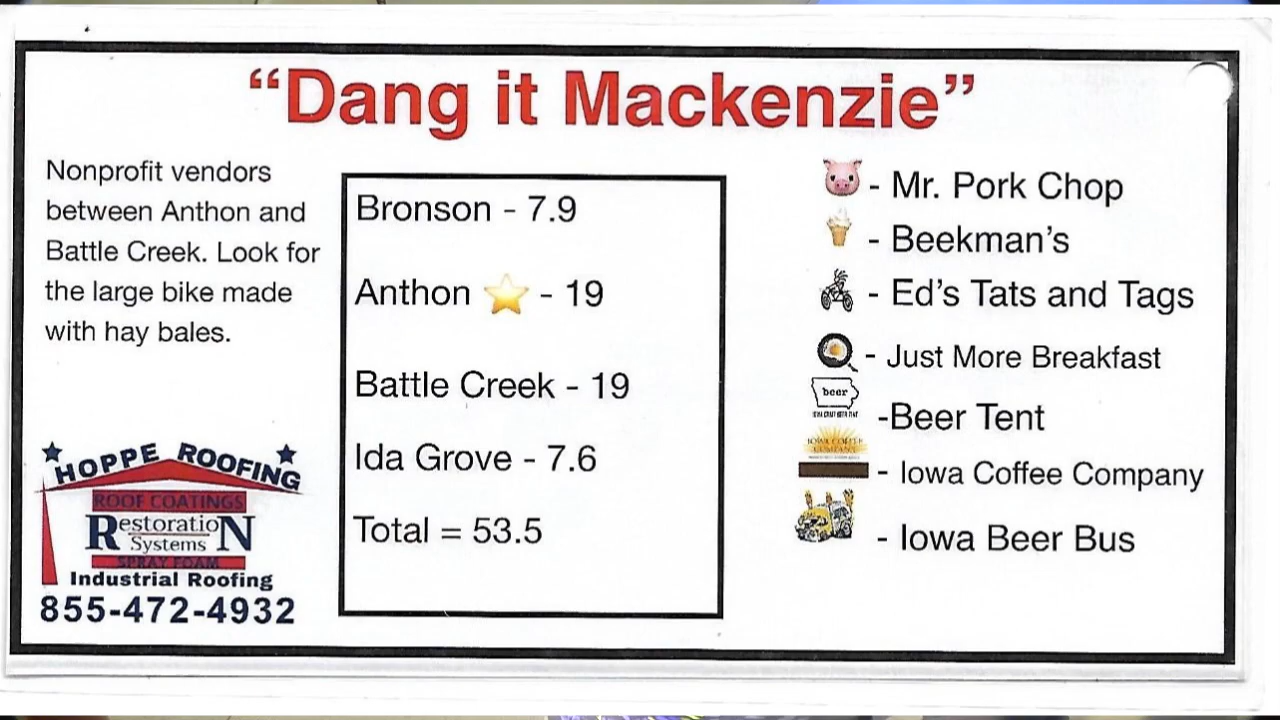 “Dang it Mackenzie”
Nonprofit vendors
between Anthon and
Battle Creek. Look for
the large bike made
with hay bales.
HOPPE ROOFING
ROOF COATINGS
RestoratioN
Systems
SPRAY FOAM
Industrial Roofing
855-472-4932
Bronson - 7.9
Anthon ⭐ - 19
Battle Creek - 19
Ida Grove - 7.6
Total = 53.5
- Mr. Pork Chop
- Beekman’s
- Ed’s Tats and Tags
- Just More Breakfast
beer
-Beer Tent
IOWA COFFEE
COMPANY
- Iowa Coffee Company
- Iowa Beer Bus